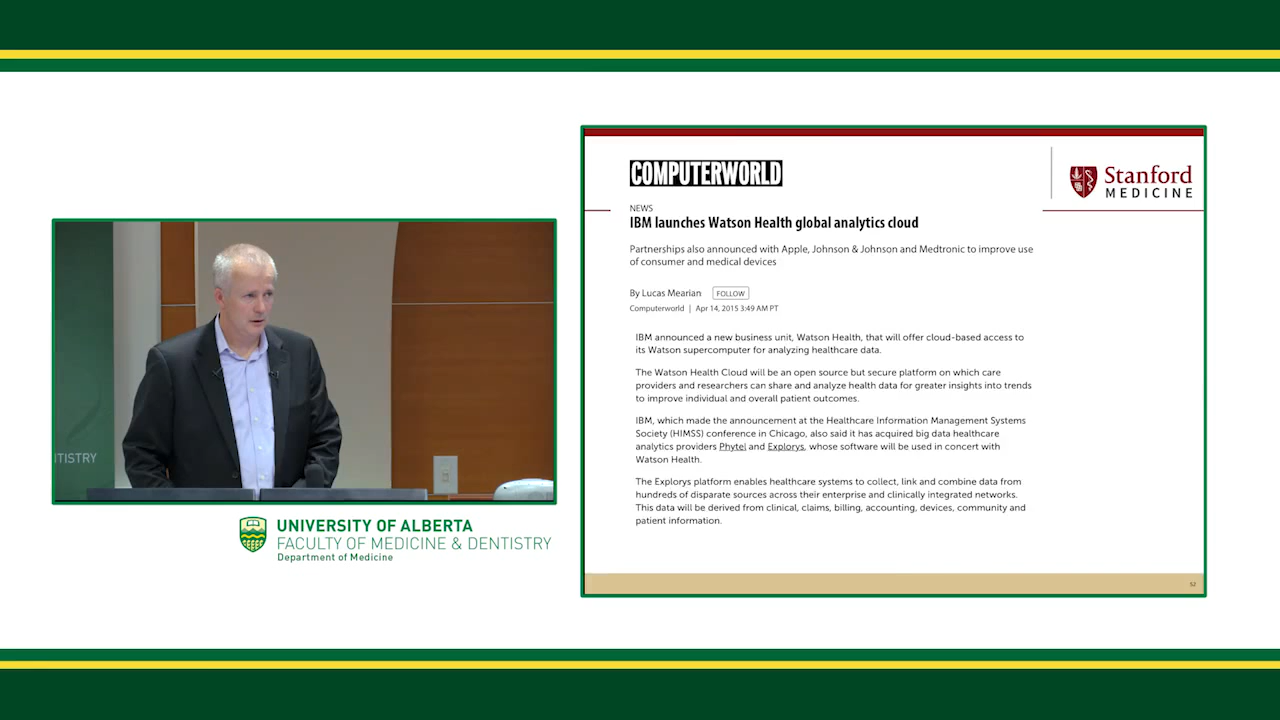 TISTRY
UNIVERSITY OF ALBERTA
FACULTY OF MEDICINE & DENTISTRY
Department of Medicine
COMPUTERWORLD
Stanford
MEDICINE
NEWS
IBM launches Watson Health global analytics cloud
Partnerships also announced with Apple, Johnson & Johnson and Medtronic to improve use
of consumer and medical devices
By Lucas Mearian FOLLOW
Computerworld | Apr 14, 2015 3:49 AM PT
IBM announced a new business unit, Watson Health, that will offer cloud-based access to
its Watson supercomputer for analyzing healthcare data.
The Watson Health Cloud will be an open source but secure platform on which care
providers and researchers can share and analyze health data for greater insights into trends
to improve individual and overall patient outcomes.
IBM, which made the announcement at the Healthcare Information Management Systems
Society (HIMSS) conference in Chicago, also said it has acquired big data healthcare
analytics providers Phytel and Explorys, whose software will be used in concert with
Watson Health.
The Explorys platform enables healthcare systems to collect, link and combine data from
hundreds of disparate sources across their enterprise and clinically integrated networks.
This data will be derived from clinical, claims, billing, accounting, devices, community and
patient information.
52